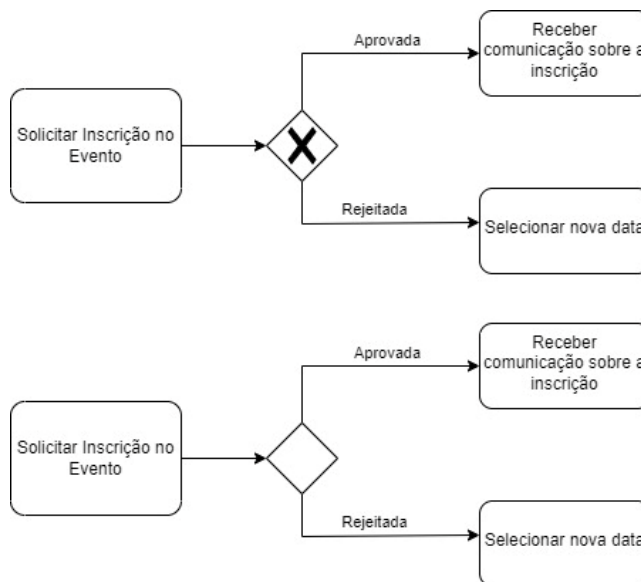 Aprovada
Receber
comunicação sobre a
inscrição
Solicitar Inscrição no
Evento
X
Rejeitada
Selecionar nova data
Aprovada
Receber
comunicação sobre a
inscrição
Solicitar Inscrição no
Evento
Rejeitada
Selecionar nova data